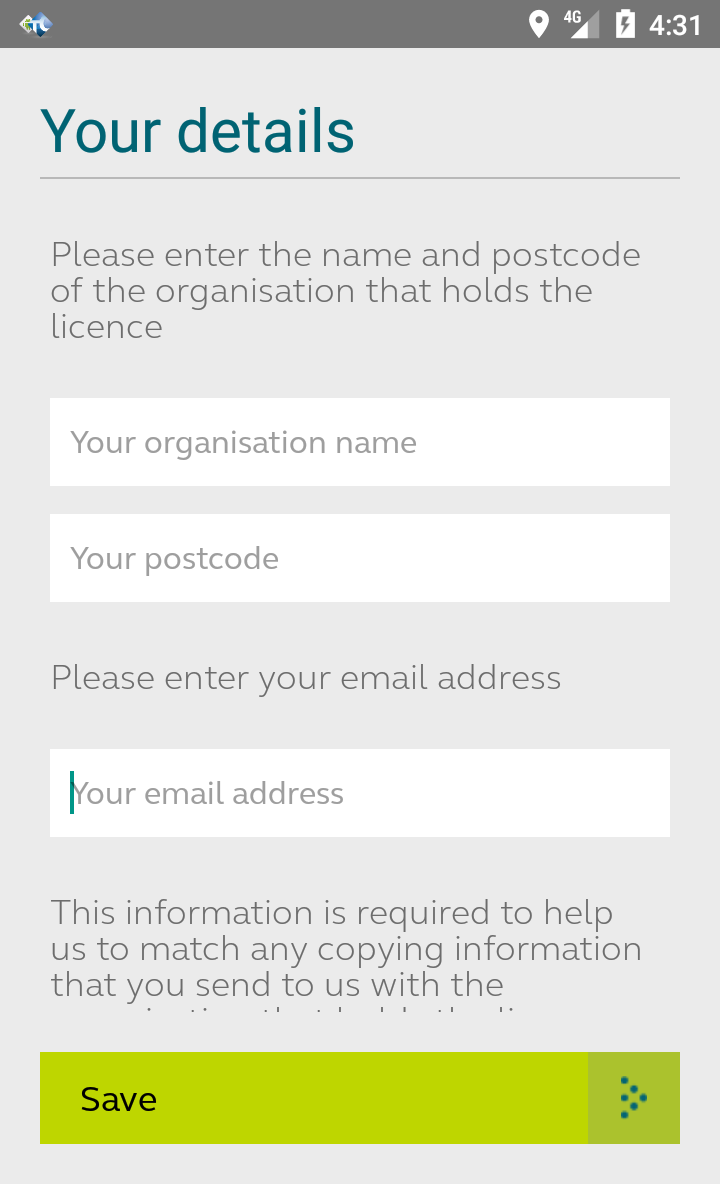 4G 4:31
Your details
Please enter the name and postcode
of the organisation that holds the
licence
Your organisation name
Your postcode
Please enter your email address
Your email address
This information is required to help
us to match any copying information
that you send to us with the
Save